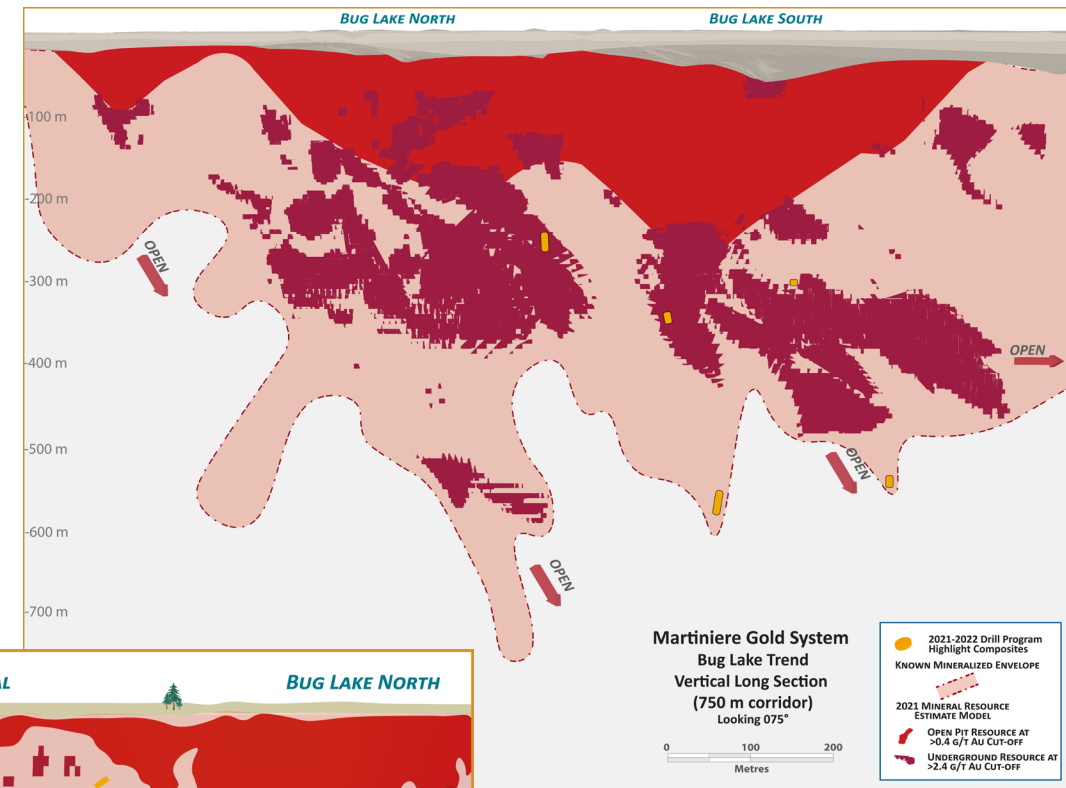 BUG LAKE NORTH
BUG LAKE SOUTH
-100 m
-200 m
-300 m
-400 m
-500 m
-600 m
-700 m
OPEN
OPEN
OPEN
OPEN
Martiniere Gold System
Bug Lake Trend
Vertical Long Section
(750 m corridor)
Looking 075°
0 100 200
Metres
2021-2022 DRILL PROGRAM
HIGHLIGHT COMPOSITES
KNOWN MINERALIZED ENVELOPE
2021 MINERAL RESOURCE
ESTIMATE MODEL
OPEN PIT RESOURCE AT
>0.4 G/T AU CUT-OFF
UNDERGROUND RESOURCE AT
>2.4 G/T AU CUT-OFF
BUG LAKE NORTH